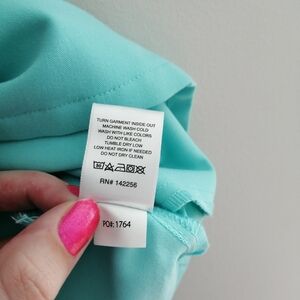 TURN GARMENT INSIDE OUT
MACHINE WASH COLD
WASH WITH LIKE COLORS
DO NOT BLEACH
TUMBLE DRY LOW
LOW HEAT IRON IF NEEDED
DO NOT DRY CLEAN
RN# 142256
PO#: 1764